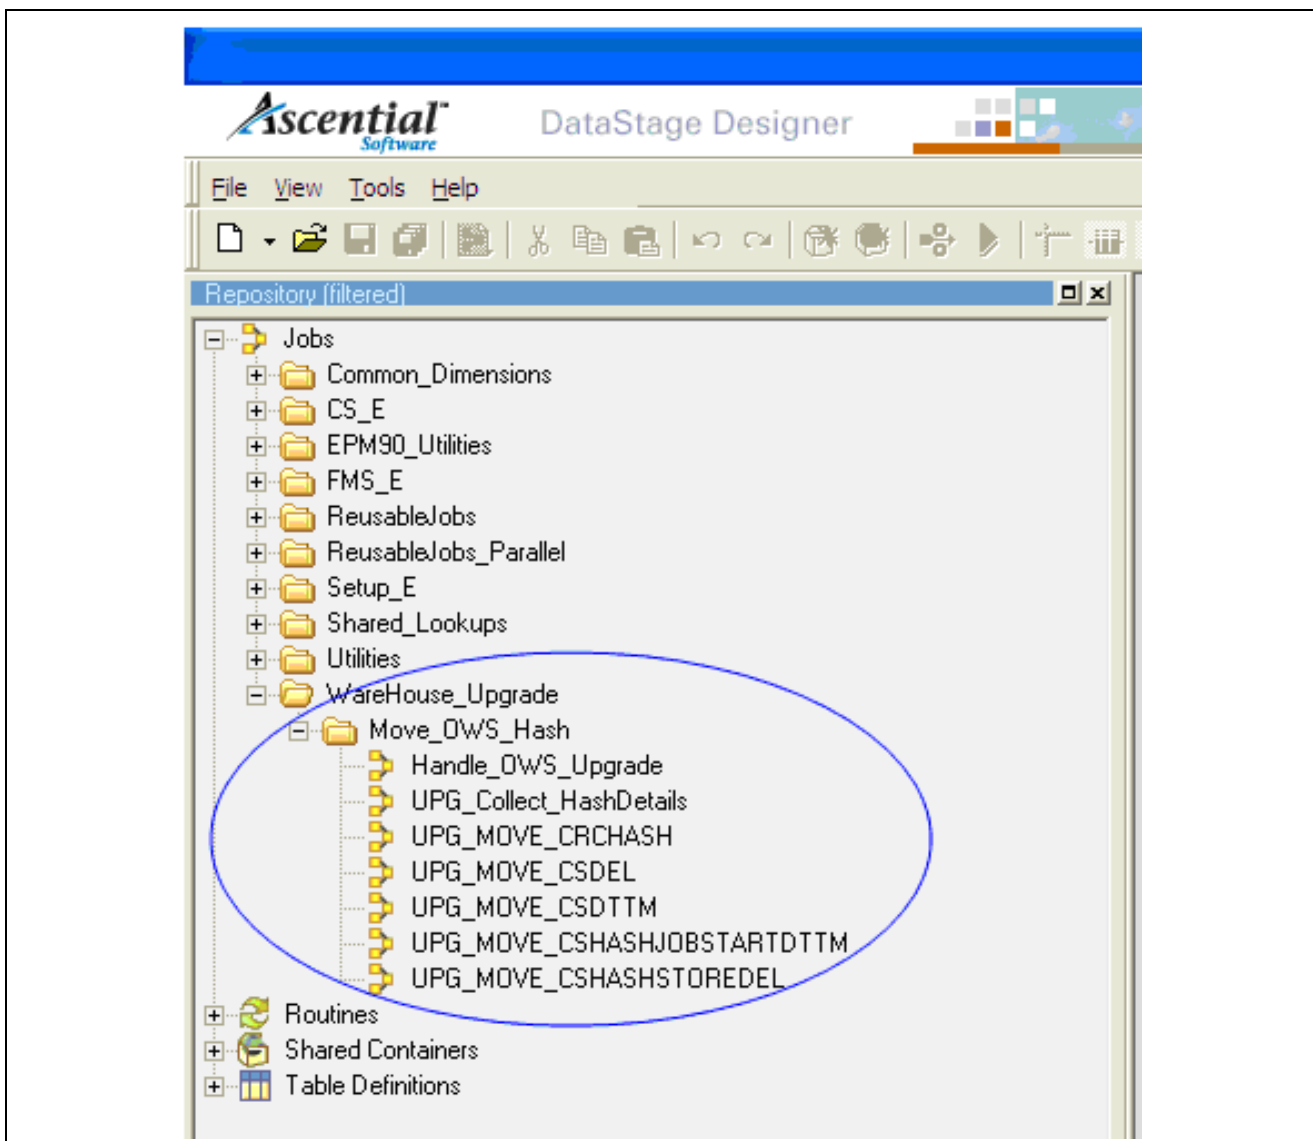 Ascential™
Software
DataStage Designer
File View Tools Help
Repository (filtered)
Jobs
Common_Dimensions
CS_E
EPM90_Utilities
FMS_E
ReusableJobs
ReusableJobs_Parallel
Setup_E
Shared_Lookups
Utilities
WareHouse_Upgrade
Move_OWS_Hash
Handle_OWS_Upgrade
UPG_Collect_HashDetails
UPG_MOVE_CRCHASH
UPG_MOVE_CSDEL
UPG_MOVE_CSDTTM
UPG_MOVE_CSHASHJOBSTARTDTTM
UPG_MOVE_CSHASHSTOREDEL
Routines
Shared Containers
Table Definitions